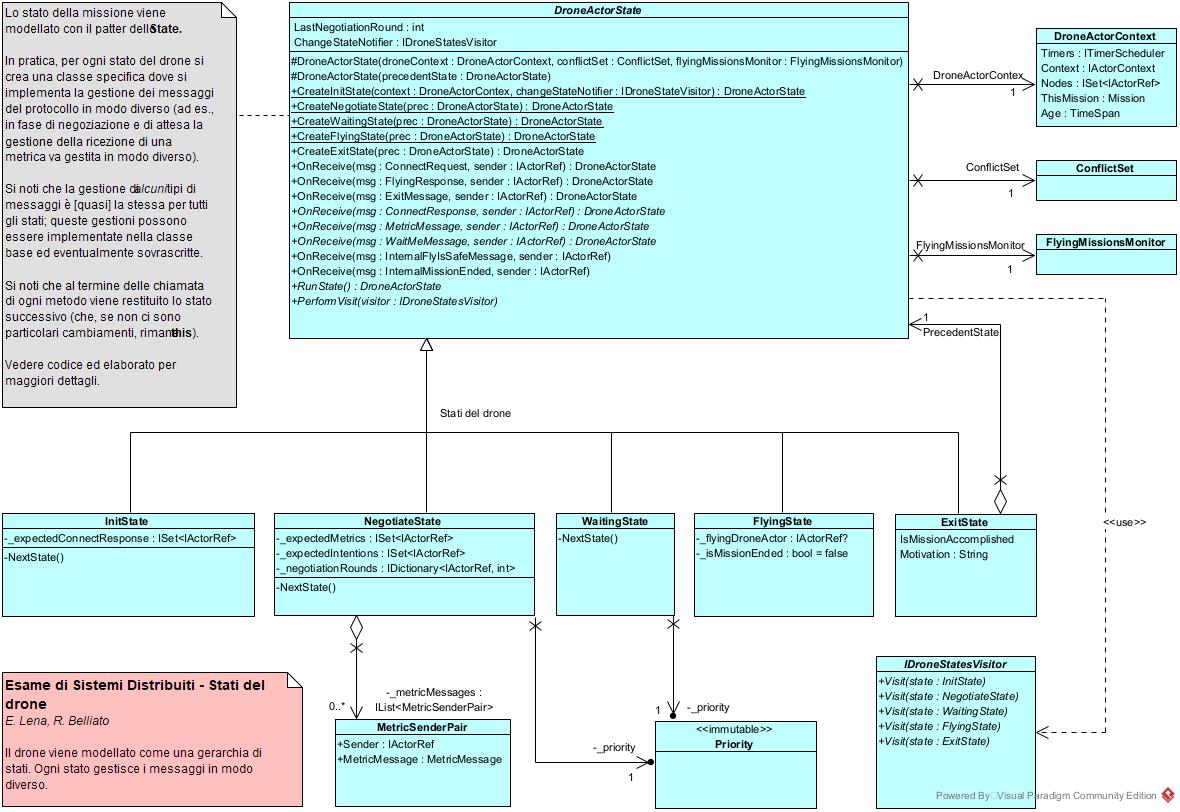 Lo stato della missione viene
modellato con il patter dello State.
In pratica, per ogni stato del drone si
crea una classe specifica dove si
implementa la gestione dei messaggi
del protocollo in modo diverso (ad es.,
in fase di negoziazione e di attesa la
gestione della ricezione di una
metrica va gestita in modo diverso).
Si noti che la gestione di alcuni tipi di
messaggi è [quasi] la stessa per tutti
gli stati; queste gestioni possono
essere implementate nella classe
base ed eventualmente sovrascritte.
Si noti che al termine delle chiamata
di ogni metodo viene restituito lo stato
successivo (che, se non ci sono
particolari cambiamenti, rimane this).
Vedere codice ed elaborato per
maggiori dettagli.
DroneActorState
LastNegotiationRound : int
ChangeStateNotifier : IDroneStatesVisitor
#DroneActorState(droneContext : DroneActorContext, conflictSet : ConflictSet, flyingMissionsMonitor : FlyingMissionsMonitor)
#DroneActorState(precedentState : DroneActorState)
+CreateInitState(context : DroneActorContex, changeStateNotifier : IDroneStateVisitor) : DroneActorState
+CreateNegotiateState(prec : DroneActorState) : DroneActorState
+CreateWaitingState(prec : DroneActorState) : DroneActorState
+CreateFlyingState(prec : DroneActorState) : DroneActorState
+CreateExitState(prec : DroneActorState) : DroneActorState
+OnReceive(msg : ConnectRequest, sender : IActorRef) : DroneActorState
+OnReceive(msg : FlyingResponse, sender : IActorRef) : DroneActorState
+OnReceive(msg : ExitMessage, sender : IActorRef) : DroneActorState
+OnReceive(msg : ConnectResponse, sender : IActorRef) : DroneActorState
+OnReceive(msg : MetricMessage, sender : IActorRef) : DroneActorState
+OnReceive(msg : WaitMeMessage, sender : IActorRef) : DroneActorState
+OnReceive(msg : InternalFlyIsSafeMessage, sender : IActorRef)
+OnReceive(msg : InternalMissionEnded, sender : IActorRef)
+RunState() : DroneActorState
+PerformVisit(visitor : IDroneStatesVisitor)
DroneActorContex
1
DroneActorContext
Timers : ITimerScheduler
Context : IActorContext
Nodes : ISet<IActorRef>
ThisMission : Mission
Age : TimeSpan
ConflictSet
1
ConflictSet
FlyingMissionsMonitor
1
FlyingMissionsMonitor
1
PrecedentState
Stati del drone
<<use>>
InitState
-_expectedConnectResponse : ISet<IActorRef>
-NextState()
NegotiateState
-_expectedMetrics : ISet<IActorRef>
-_expectedIntentions : ISet<IActorRef>
-_negotiationRounds : IDictionary<IActorRef, int>
-NextState()
WaitingState
-NextState()
FlyingState
-_flyingDroneActor : IActorRef?
-_isMissionEnded : bool = false
ExitState
IsMissionAccomplished
Motivation : String
Esame di Sistemi Distribuiti - Stati del
drone
E. Lena, R. Belliato
Il drone viene modellato come una gerarchia di
stati. Ogni stato gestisce i messaggi in modo
diverso.
0..*
-_metricMessages :
IList<MetricSenderPair>
MetricSenderPair
+Sender : IActorRef
+MetricMessage : MetricMessage
-_priority
1
1
-_priority
<<immutable>>
Priority
IDroneStatesVisitor
+Visit(state : InitState)
+Visit(state : NegotiateState)
+Visit(state : WaitingState)
+Visit(state : FlyingState)
+Visit(state : ExitState)
Powered By Visual Paradigm Community Edition